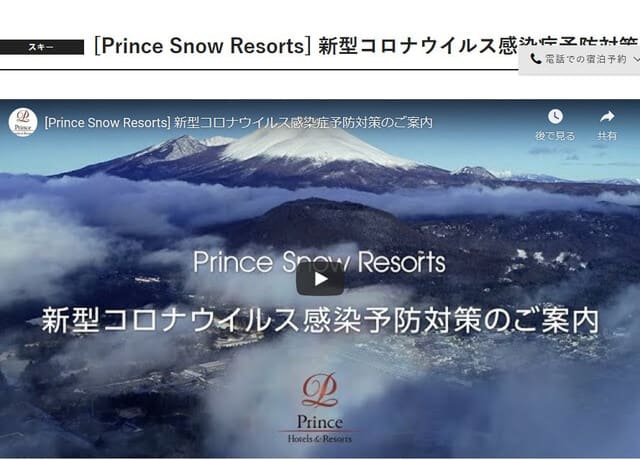 スキー
[Prince Snow Resorts] 新型コロナウイルス感染症予防対策
電話での宿泊予約
[Prince Snow Resorts] 新型コロナウイルス感染症予防対策のご案内
後で見る
共有
Prince Snow Resorts
新型コロナウイルス感染予防対策のご案内
Prince
Hotels & Resorts